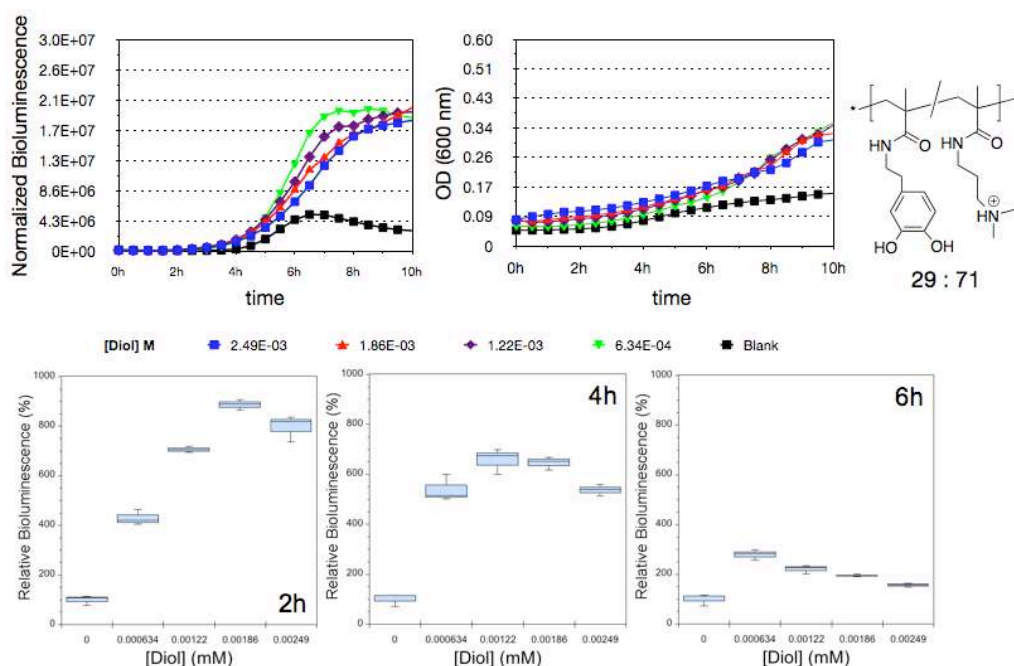 Normalized Bioluminescence
3.0E+07
2.6E+07
2.1E+07
1.7E+07
1.3E+07
8.6E+06
4.3E+06
0E+00
0h 2h 4h 6h 8h 10h
time
OD (600 nm)
0.60
0.51
0.43
0.34
0.26
0.17
0.09
0
0h 2h 4h 6h 8h 10h
time
*
HN O HN O
HO OH
HN
+
29 : 71
[Diol] M 2.49E-03 1.86E-03 1.22E-03 6.34E-04 Blank
Relative Bioluminescence (%)
1000
800
600
400
200
0
2h
0 0.000634 0.00122 0.00186 0.00249
[Diol] (mM)
Relative Bioluminescence (%)
1000
800
600
400
200
0
4h
0 0.000634 0.00122 0.00186 0.00249
[Diol] (mM)
Relative Bioluminescence (%)
1000
800
600
400
200
0
6h
0 0.000634 0.00122 0.00186 0.00249
[Diol] (mM)